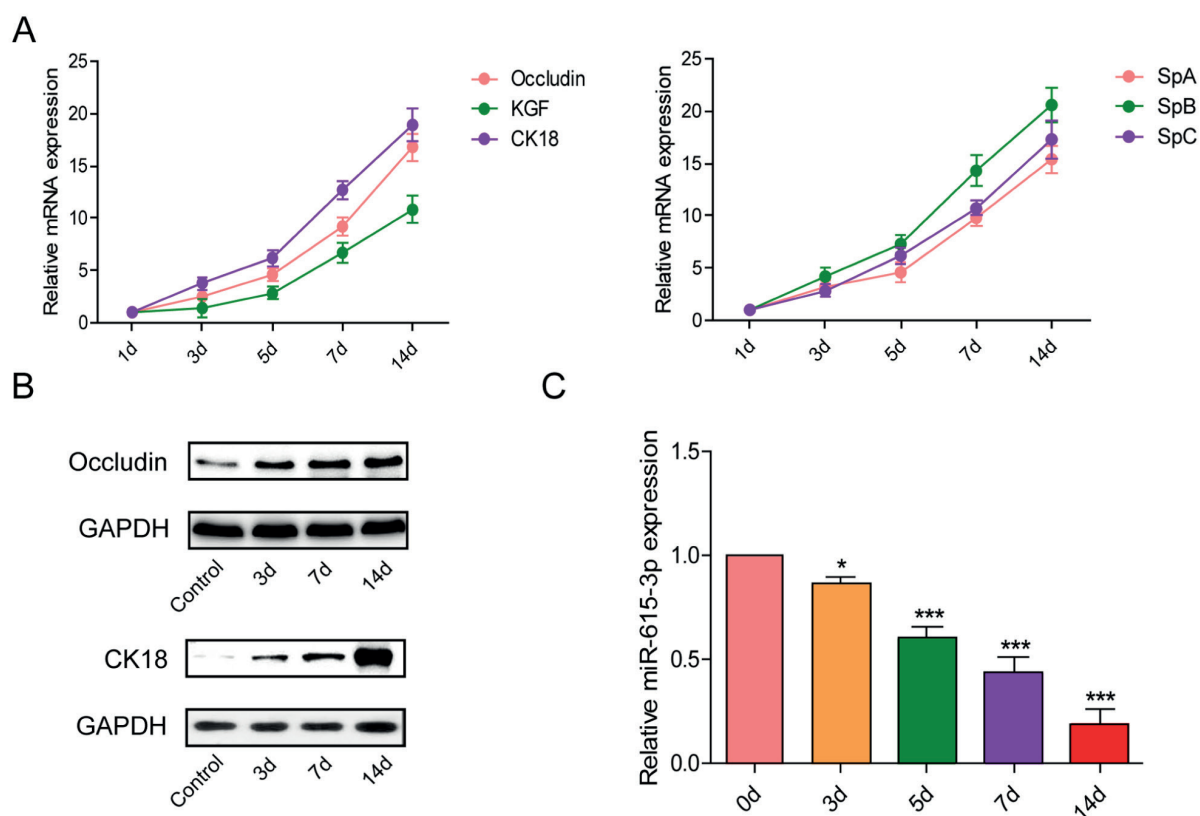 A
Relative mRNA expression
25
20
15
10
5
0
1d
3d
5d
7d
14d
Occludin
KGF
CK18
Relative mRNA expression
25
20
15
10
5
0
1d
3d
5d
7d
14d
SpA
SpB
SpC
B
Occludin
GAPDH
Control
3d
7d
14d
CK18
GAPDH
Control
3d
7d
14d
C
Relative miR-615-3p expression
1.5
1.0
0.5
0.0
*
***
***
***
0d
3d
5d
7d
14d